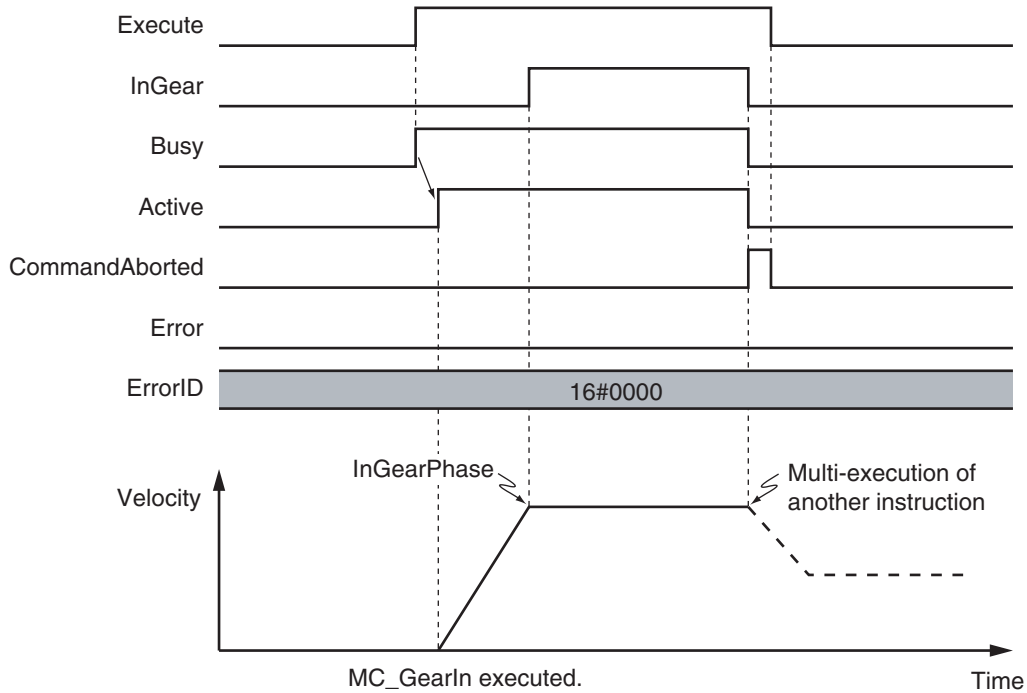 Execute
InGear
Busy
Active
CommandAborted
Error
ErrorID
16#0000
InGearPhase
Multi-execution of
another instruction
Velocity
MC_GearIn executed.
Time